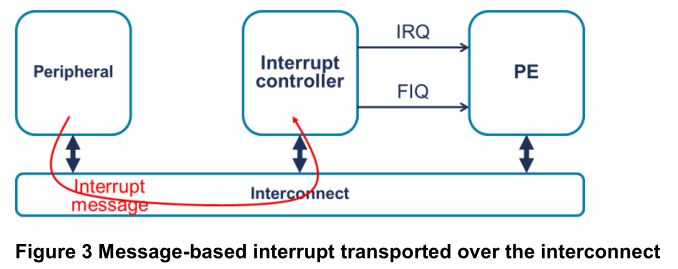 Peripheral
Interrupt
controller
IRQ
FIQ
PE
Interrupt
message
Interconnect
Figure 3 Message-based interrupt transported over the interconnect